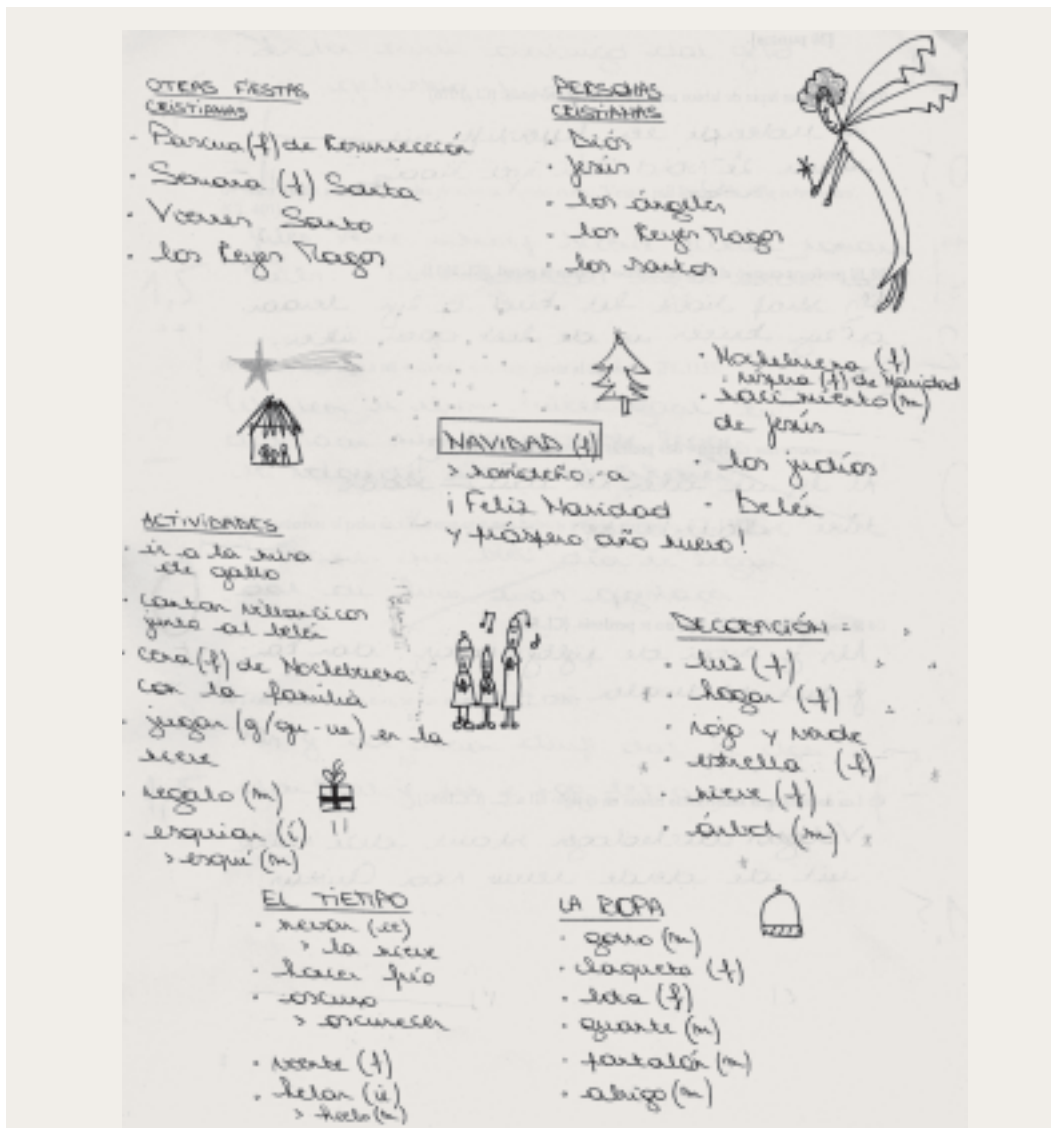 OTRAS FIESTAS
CRISTIANAS
· Pascua (f) de Resurrección
· Semana (f) Santa
· Viernes Santo
· los Reyes Magos
PERSONAS
CRISTIANAS
· Dios
· Jesús
· los ángeles
· los Reyes Magos
· los santos
· Nochebuena (f)
· víspera (f) de Navidad
· nacimiento (m)
de Jesús
· los judíos
· Belén
NAVIDAD (f)
> navideño, -a
¡Feliz Navidad
y próspero año nuevo!
ACTIVIDADES
· ir a la misa
de gallo
· cantar villancicos
junto al belén
· cena (f) de Nochebuena
con la familia
· jugar (g/gu-ue) en la
nieve
· regalo (m)
· esquiar (í)
> esquí (m)
DECORACIÓN
· luz (f)
· hogar (f)
· rojo y verde
· estrella (f)
· nieve (f)
· árbol (m)
EL TIEMPO
· nevar (ie)
> la nieve
· hacer frío
· oscuro
> oscurecer
· helar (ie)
> hielo (m)
LA ROPA
· gorro (m)
· chaqueta (f)
· bota (f)
· guante (m)
· pantalón (m)
· abrigo (m)